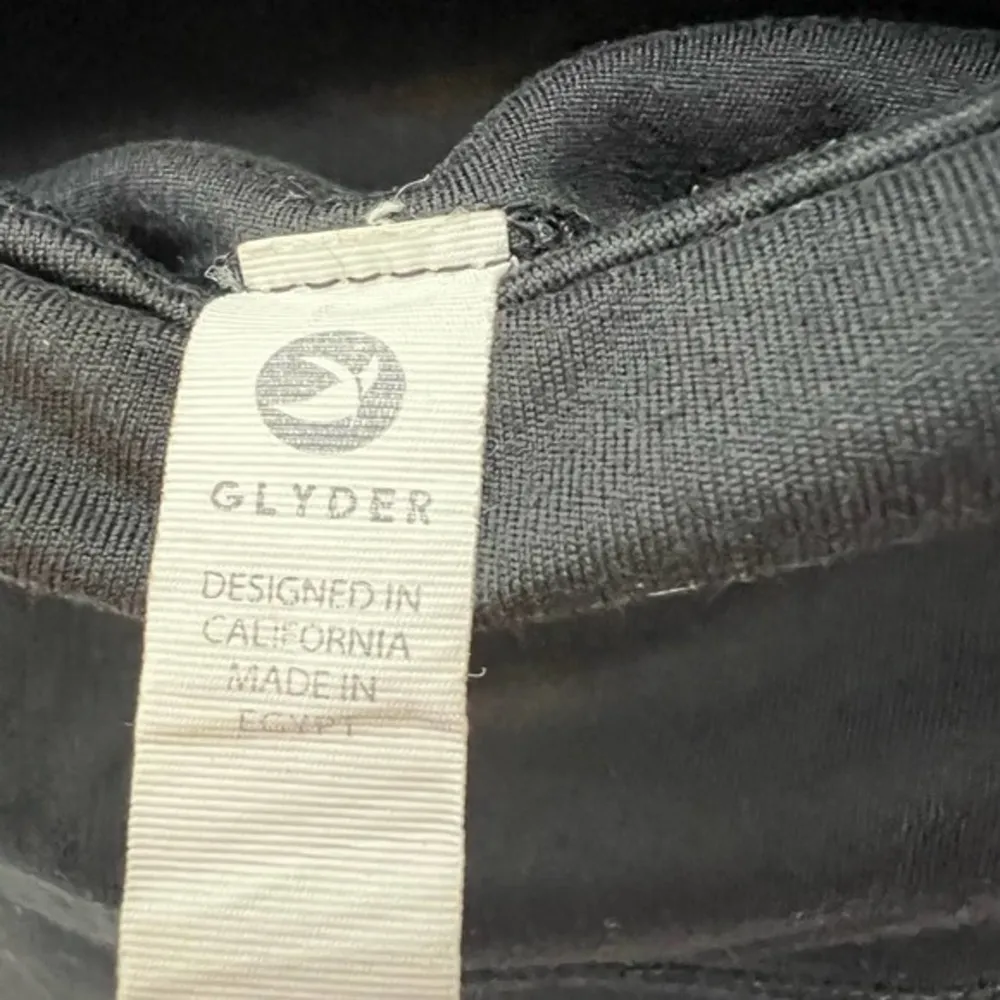 GLYDER
DESIGNED IN
CALIFORNIA
MADE IN
EGYPT